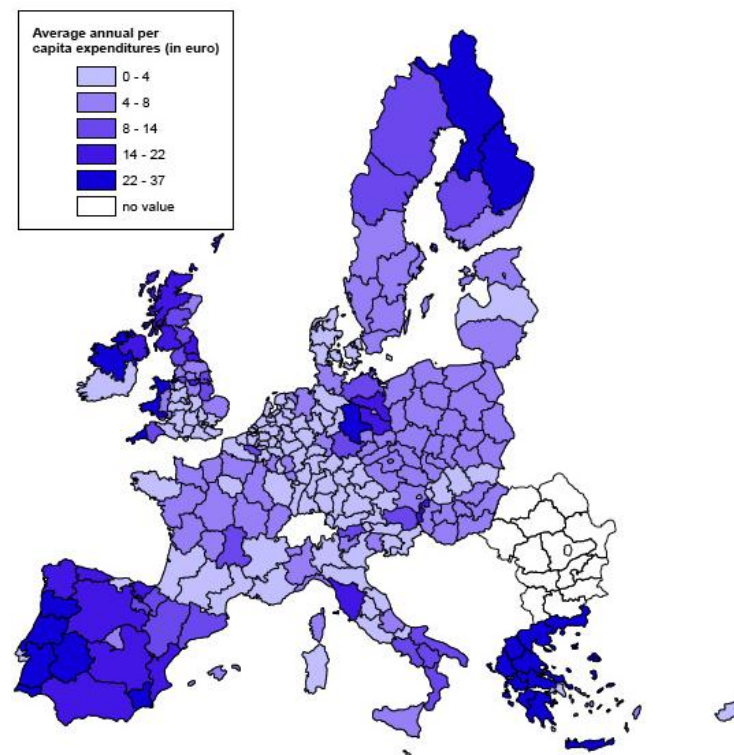 Average annual per
capita expenditures (in euro)
0 - 4
4 - 8
8 - 14
14 - 22
22 - 37
no value